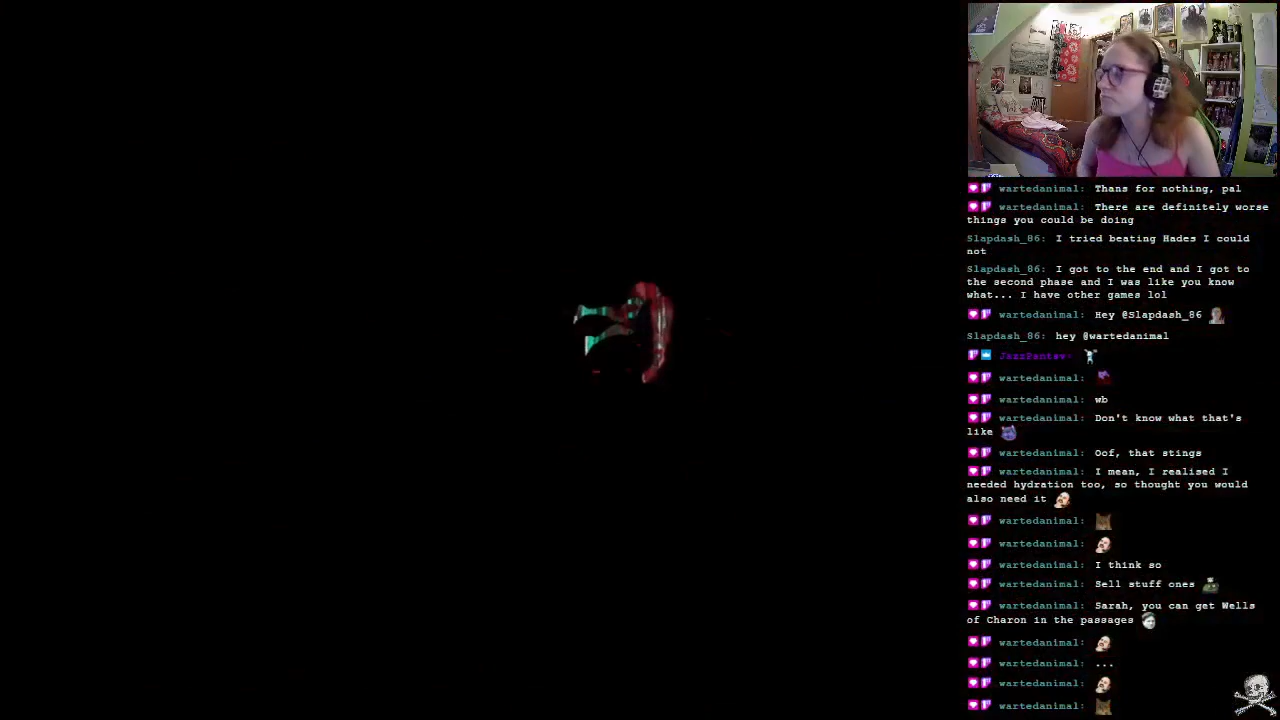 wartedanimal: Thans for nothing, pal
wartedanimal: There are definitely worse
things you could be doing
Slapdash_86: I tried beating Hades I could
not
Slapdash_86: I got to the end and I got to
the second phase and I was like you know
what... I have other games lol
wartedanimal: Hey @Slapdash_86
Slapdash_86: hey @wartedanimal
wartedanimal:
wartedanimal: wb
wartedanimal: Don't know what that's
like
wartedanimal: Oof, that stings
wartedanimal: I mean, I realised I
needed hydration too, so thought you would
also need it
wartedanimal:
wartedanimal:
wartedanimal: I think so
wartedanimal: Sell stuff ones
wartedanimal: Sarah, you can get Wells
of Charon in the passages
wartedanimal:
wartedanimal: ...
wartedanimal:
wartedanimal: